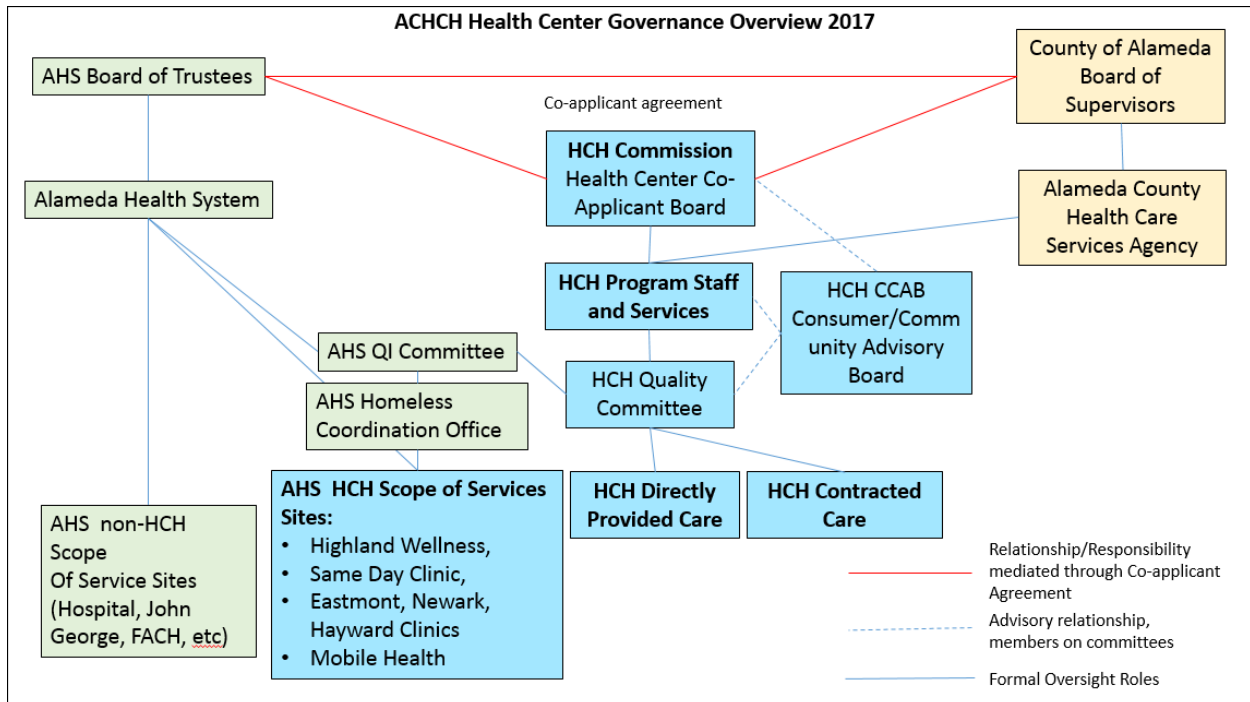 ACHCH Health Center Governance Overview 2017
AHS Board of Trustees
County of Alameda
Board of
Supervisors
Co-applicant agreement
HCH Commission
Health Center Co-
Applicant Board
Alameda Health System
Alameda County
Health Care
Services Agency
HCH Program Staff
and Services
HCH CCAB
Consumer/Comm
unity Advisory
Board
AHS QI Committee
HCH Quality
Committee
AHS Homeless
Coordination Office
AHS HCH Scope of Services
Sites:
• Highland Wellness,
• Same Day Clinic,
• Eastmont, Newark,
Hayward Clinics
• Mobile Health
HCH Directly
Provided Care
HCH Contracted
Care
AHS non-HCH
Scope
Of Service Sites
(Hospital, John
George, FACH, etc)
Relationship/Responsibility
mediated through Co-applicant
Agreement
Advisory relationship,
members on committees
Formal Oversight Roles